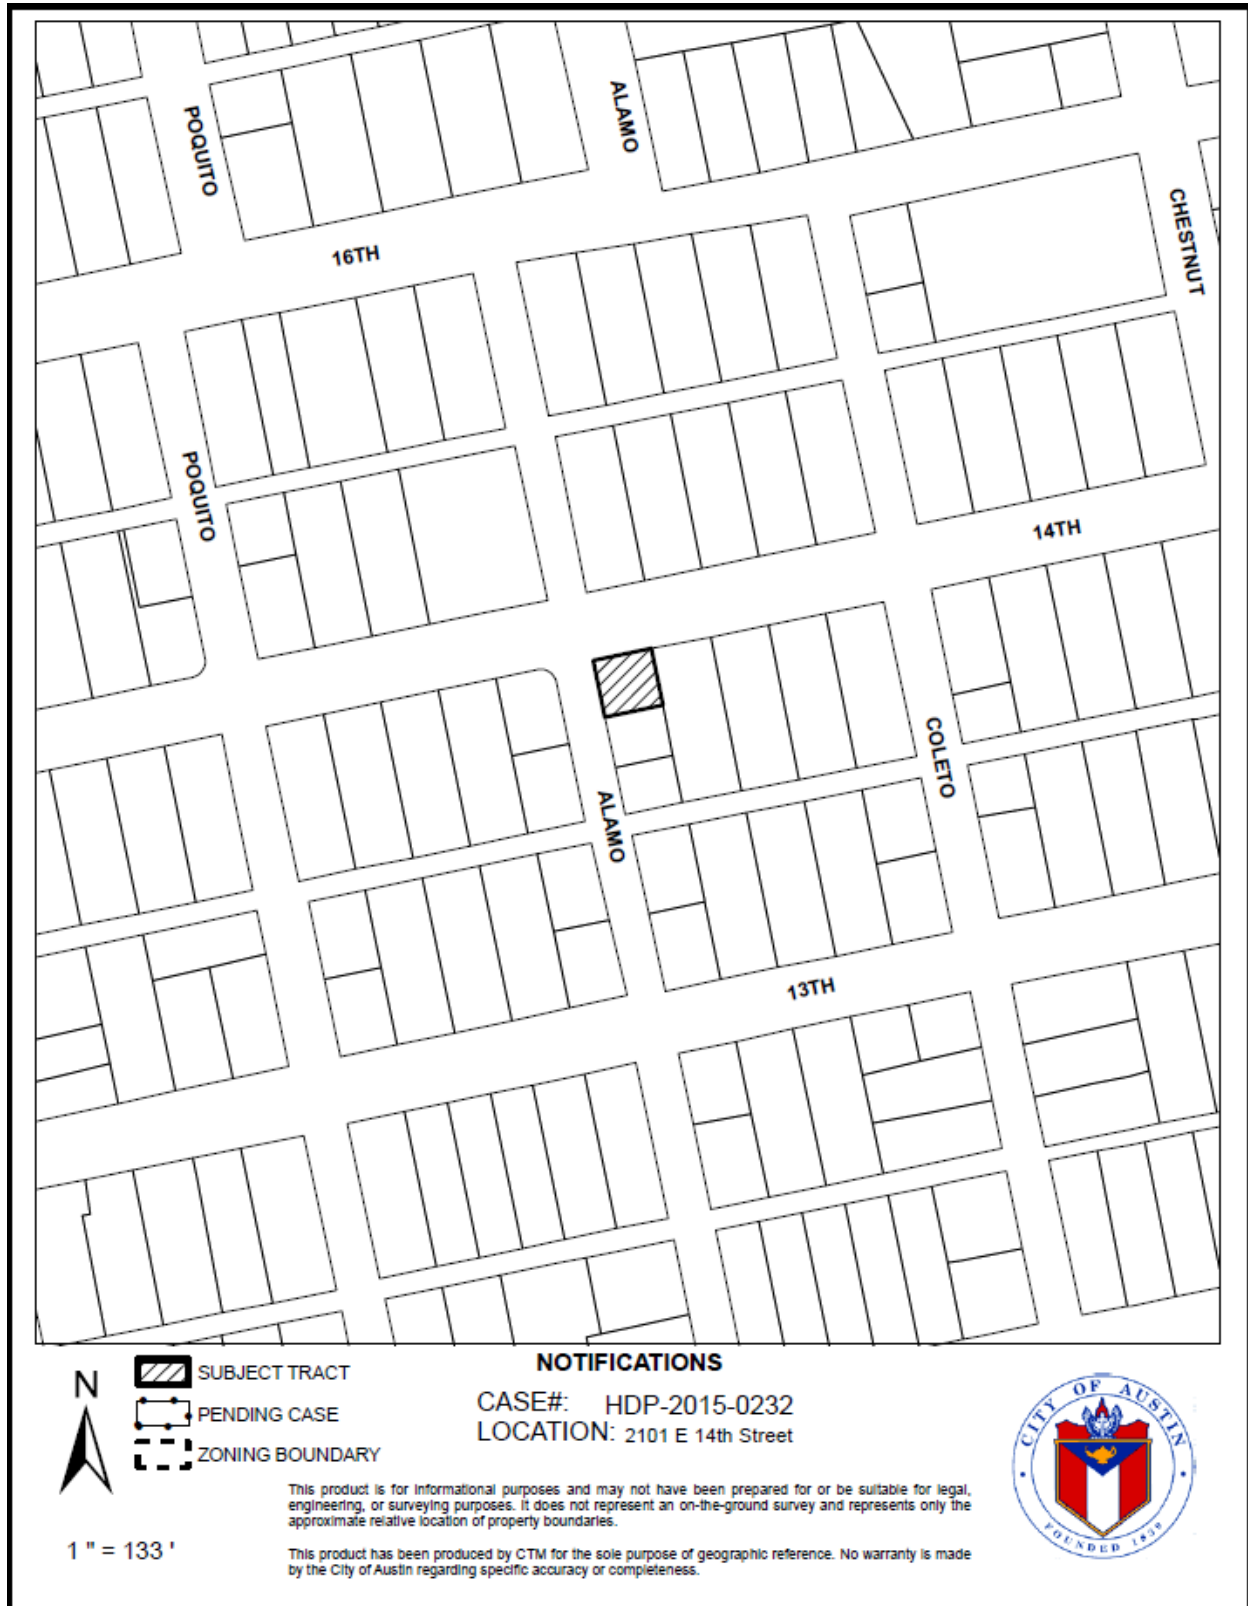 POQUITO
ALAMO
CHESTNUT
16TH
POQUITO
14TH
COLETO
ALAMO
13TH
N
SUBJECT TRACT
PENDING CASE
ZONING BOUNDARY
1 " = 133 '
NOTIFICATIONS
CASE#: HDP-2015-0232
LOCATION: 2101 E 14th Street
This product is for informational purposes and may not have been prepared for or be suitable for legal,
engineering, or surveying purposes. It does not represent an on-the-ground survey and represents only the
approximate relative location of property boundaries.
This product has been produced by CTM for the sole purpose of geographic reference. No warranty is made
by the City of Austin regarding specific accuracy or completeness.
CITY OF AUSTIN
FOUNDED 1839